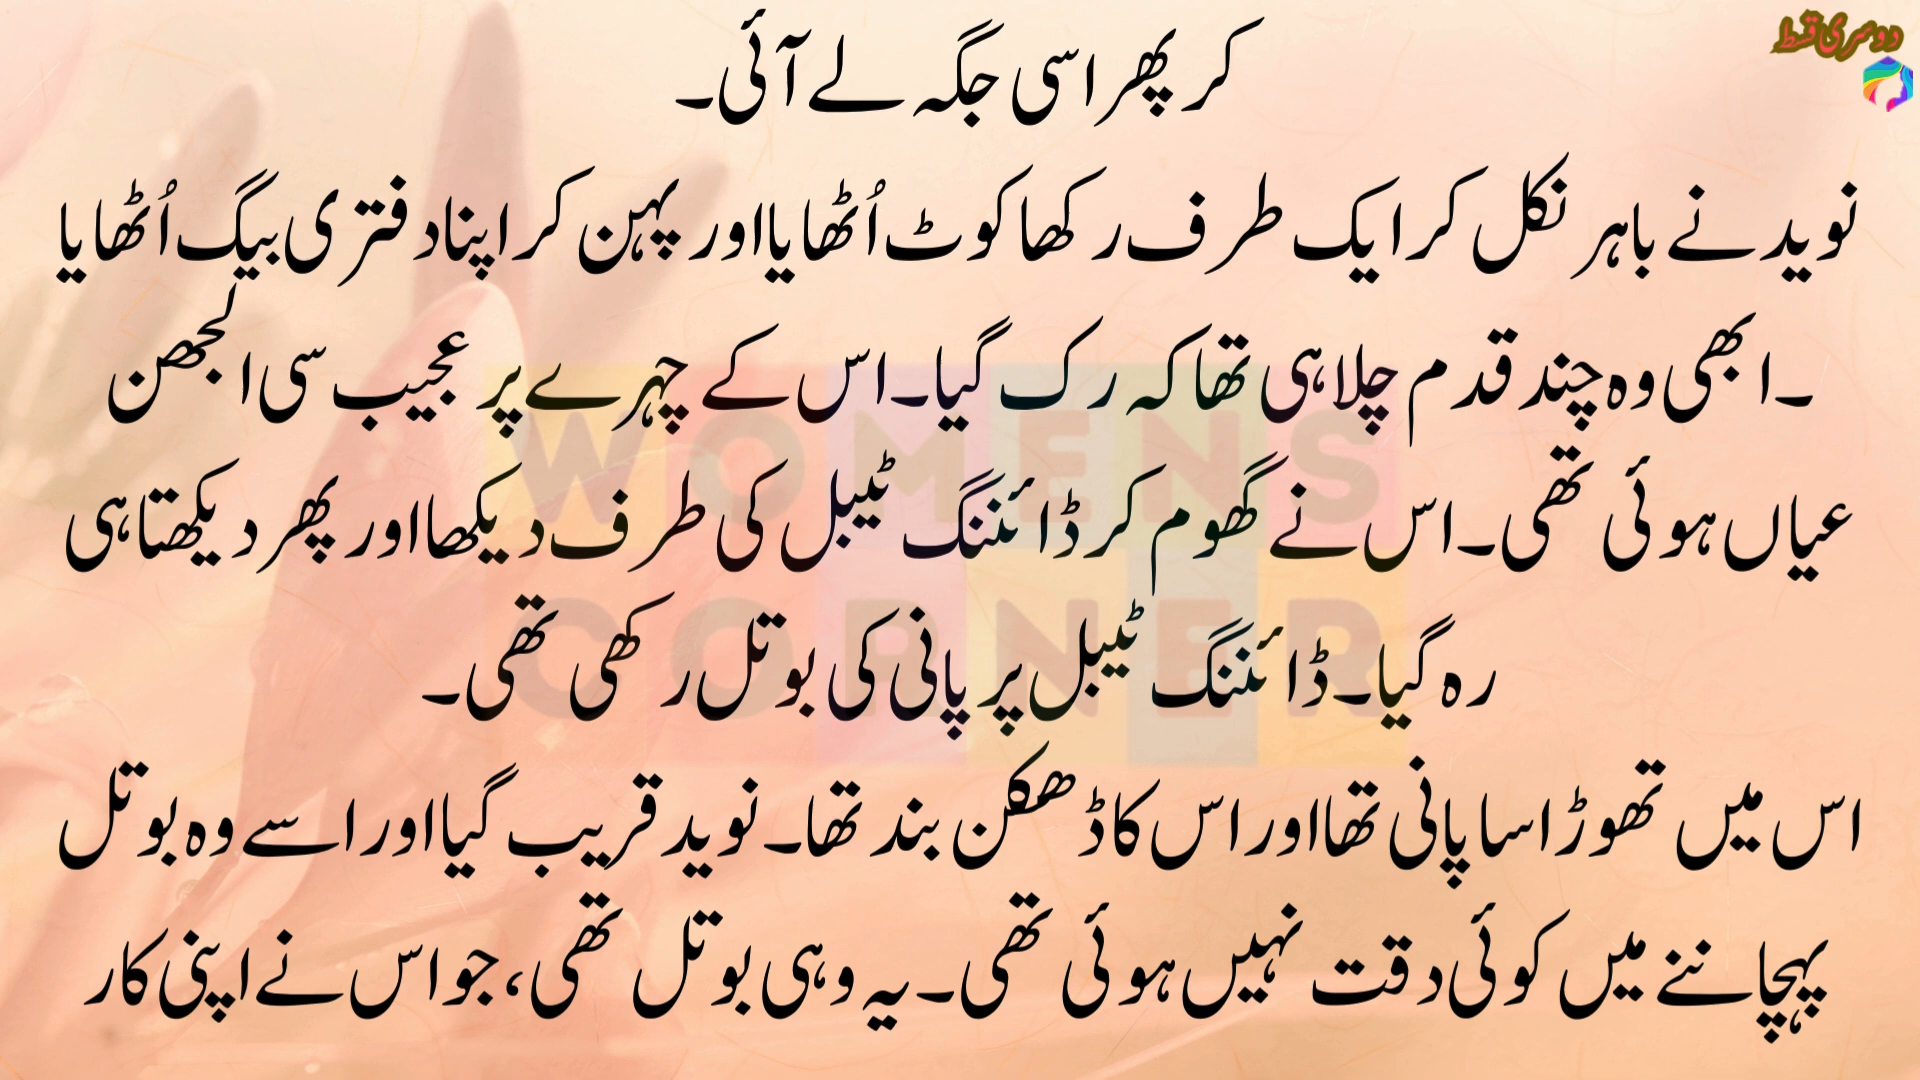 دوسری قسط
کر پھر اسی جگہ لے آئی۔
نوید نے باہر نکل کر ایک طرف رکھا کوٹ اُٹھایا اور پہن کر اپنا دفتری بیگ اُٹھایا
۔ ابھی وہ چند قدم چلا ہی تھا کہ رک گیا۔ اس کے چہرے پر عجیب سی الجھن
عیاں ہوئی تھی۔ اس نے گھوم کر ڈائننگ ٹیبل کی طرف دیکھا اور پھر دیکھتا ہی
رہ گیا۔ ڈائننگ ٹیبل پر پانی کی بوتل رکھی تھی۔
اس میں تھوڑا سا پانی تھا اور اس کا ڈھکن بند تھا۔ نوید قریب گیا اور اسے وہ بوتل
پہچاننے میں کوئی دقت نہیں ہوئی تھی۔ یہ وہی بوتل تھی، جو اس نے اپنی کار
WOMENS
CORNER